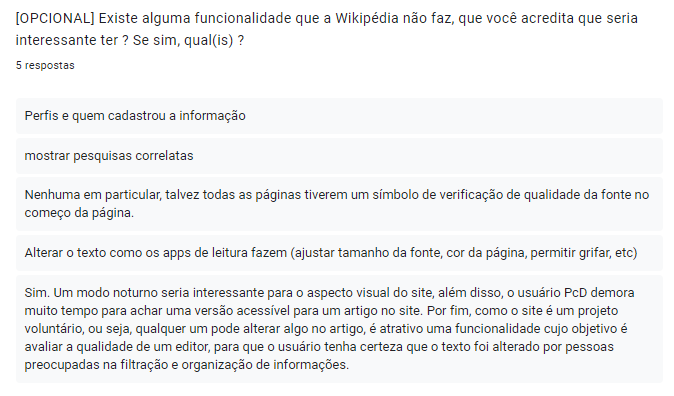 [OPCIONAL] Existe alguma funcionalidade que a Wikipédia não faz, que você acredita que seria
interessante ter ? Se sim, qual(is) ?
5 respostas
Perfis e quem cadastrou a informação
mostrar pesquisas correlatas
Nenhuma em particular, talvez todas as páginas tiverem um símbolo de verificação de qualidade da fonte no
começo da página.
Alterar o texto como os apps de leitura fazem (ajustar tamanho da fonte, cor da página, permitir grifar, etc)
Sim. Um modo noturno seria interessante para o aspecto visual do site, além disso, o usuário PcD demora
muito tempo para achar uma versão acessível para um artigo no site. Por fim, como o site é um projeto
voluntário, ou seja, qualquer um pode alterar algo no artigo, é atrativo uma funcionalidade cujo objetivo é
avaliar a qualidade de um editor, para que o usuário tenha certeza que o texto foi alterado por pessoas
preocupadas na filtração e organização de informações.